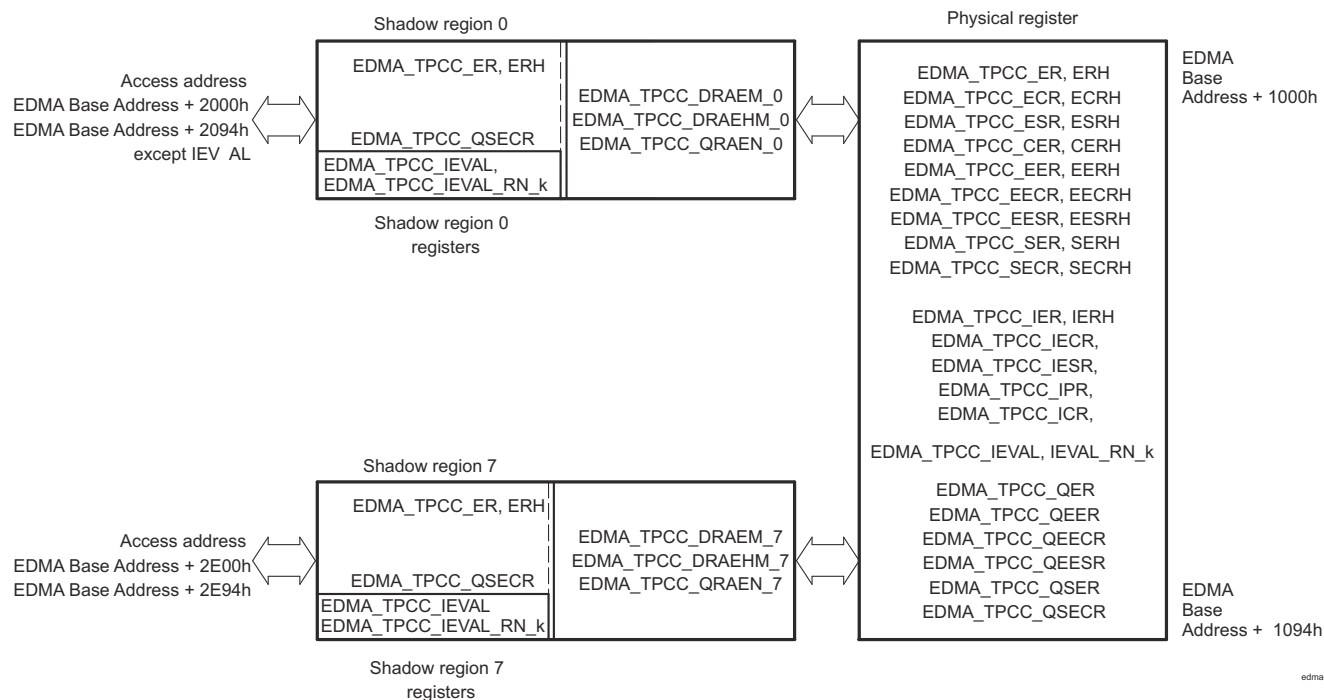 Shadow region 0
Access address
EDMA Base Address + 2000h
EDMA Base Address + 2094h
except IEV AL
EDMA_TPCC_ER, ERH
EDMA_TPCC_QSECR
EDMA_TPCC_IEVAL,
EDMA_TPCC_IEVAL_RN_k
EDMA_TPCC_DRAEM_0
EDMA_TPCC_DRAEHM_0
EDMA_TPCC_QRAEN_0
Shadow region 0
registers
Shadow region 7
Access address
EDMA Base Address + 2E00h
EDMA Base Address + 2E94h
EDMA_TPCC_ER, ERH
EDMA_TPCC_QSECR
EDMA_TPCC_IEVAL
EDMA_TPCC_IEVAL_RN_k
EDMA_TPCC_DRAEM_7
EDMA_TPCC_DRAEHM_7
EDMA_TPCC_QRAEN_7
Shadow region 7
registers
Physical register
EDMA_TPCC_ER, ERH
EDMA_TPCC_ECR, ECRH
EDMA_TPCC_ESR, ESRH
EDMA_TPCC_CER, CERH
EDMA_TPCC_EER, EERH
EDMA_TPCC_EECR, EECRH
EDMA_TPCC_EESR, EESRH
EDMA_TPCC_SER, SERH
EDMA_TPCC_SECR, SECRH
EDMA_TPCC_IER, IERH
EDMA_TPCC_IECR,
EDMA_TPCC_IESR,
EDMA_TPCC_IPR,
EDMA_TPCC_ICR,
EDMA_TPCC_IEVAL, IEVAL_RN_k
EDMA_TPCC_QER
EDMA_TPCC_QEER
EDMA_TPCC_QEECR
EDMA_TPCC_QEESR
EDMA_TPCC_QSER
EDMA_TPCC_QSECR
EDMA
Base
Address + 1000h
EDMA
Base
Address + 1094h
edma